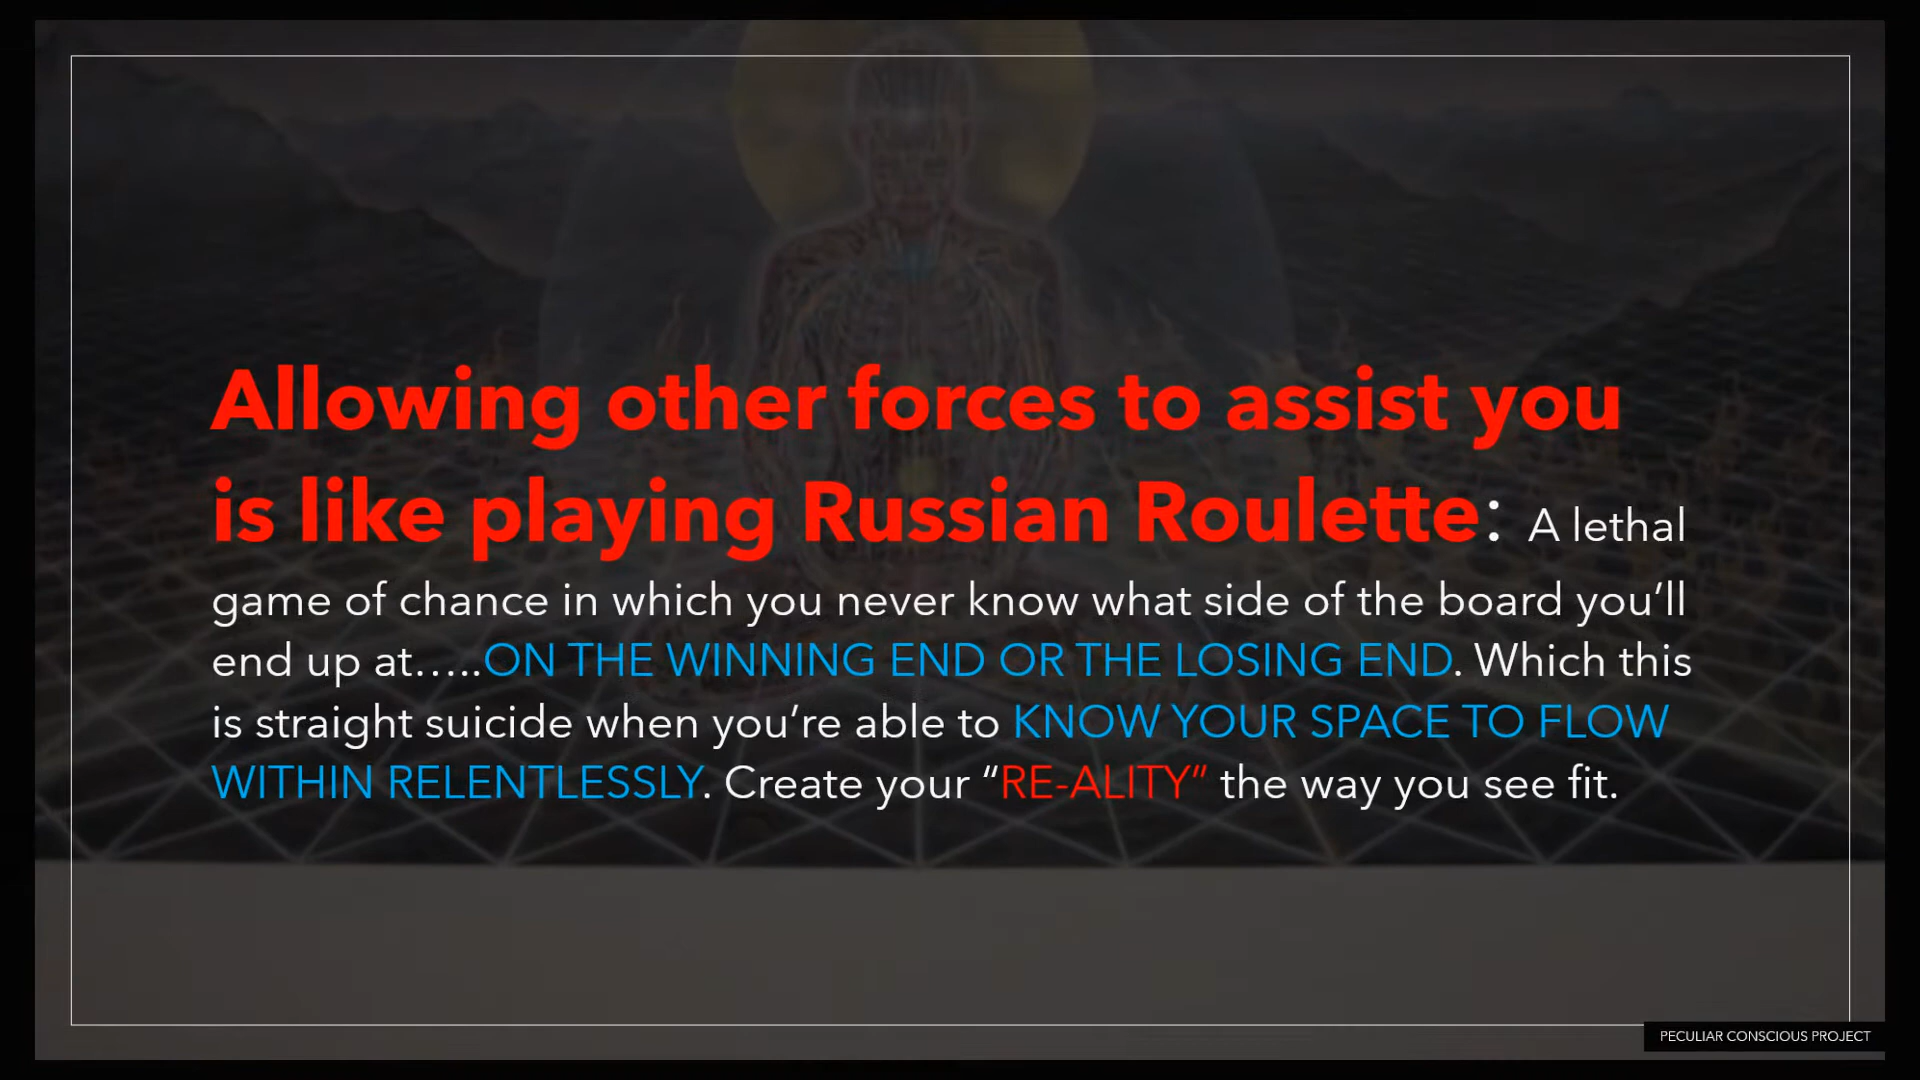 Allowing other forces to assist you
is like playing Russian Roulette: A lethal
game of chance in which you never know what side of the board you’ll
end up at…..ON THE WINNING END OR THE LOSING END. Which this
is straight suicide when you’re able to KNOW YOUR SPACE TO FLOW
WITHIN RELENTLESSLY. Create your “RE-ALITY” the way you see fit.
PECULIAR CONSCIOUS PROJECT